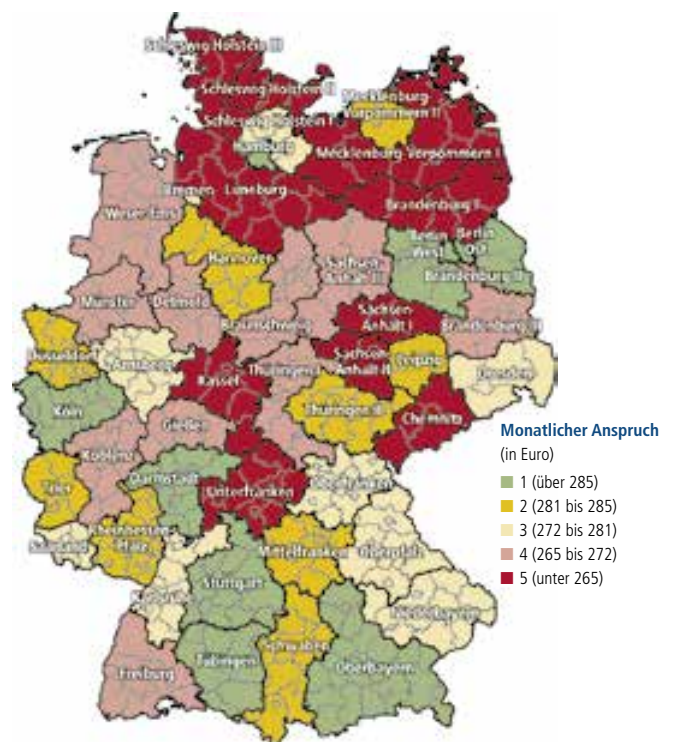 Schleswig Holstein III
Schleswig Holstein II
Mecklenburg-
Vorpommern II
Schleswig Holstein I
Hamburg
Mecklenburg-Vorpommern I
Bremen
Lüneburg
Brandenburg I
Weser-Ems
Berlin
West
Berlin
Ost
Hannover
Sachsen-
Anhalt III
Brandenburg II
Münster
Detmold
Braunschweig
Sachsen-
Anhalt I
Brandenburg III
Düsseldorf
Arnsberg
Kassel
Thüringen I
Sachsen-
Anhalt II
Leipzig
Dresden
Köln
Gießen
Thüringen II
Chemnitz
Koblenz
Darmstadt
Unterfranken
Oberfranken
Trier
Rheinhessen-
Pfalz
Saarland
Mittelfranken
Oberpfalz
Karlsruhe
Stuttgart
Niederbayern
Freiburg
Tübingen
Schwaben
Oberbayern
Monatlicher Anspruch
(in Euro)
1 (über 285)
2 (281 bis 285)
3 (272 bis 281)
4 (265 bis 272)
5 (unter 265)